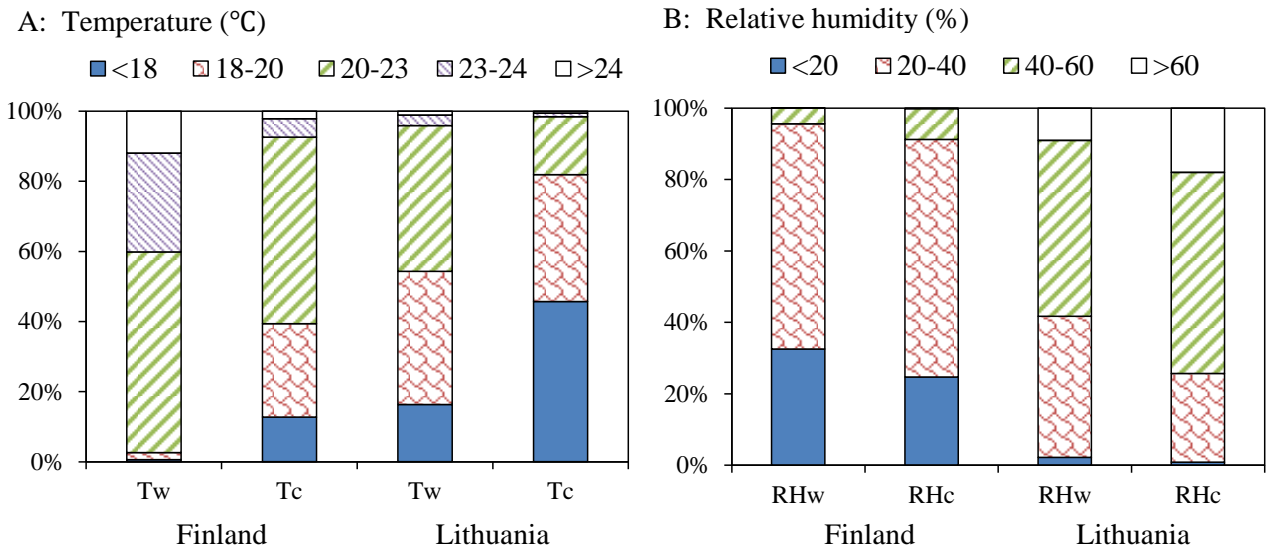 A: Temperature (℃)
<18 18-20 20-23 23-24 >24
100%
80%
60%
40%
20%
0%
Tw Tc Tw Tc
Finland Lithuania
B: Relative humidity (%)
<20 20-40 40-60 >60
100%
80%
60%
40%
20%
0%
RHw RHc RHw RHc
Finland Lithuania